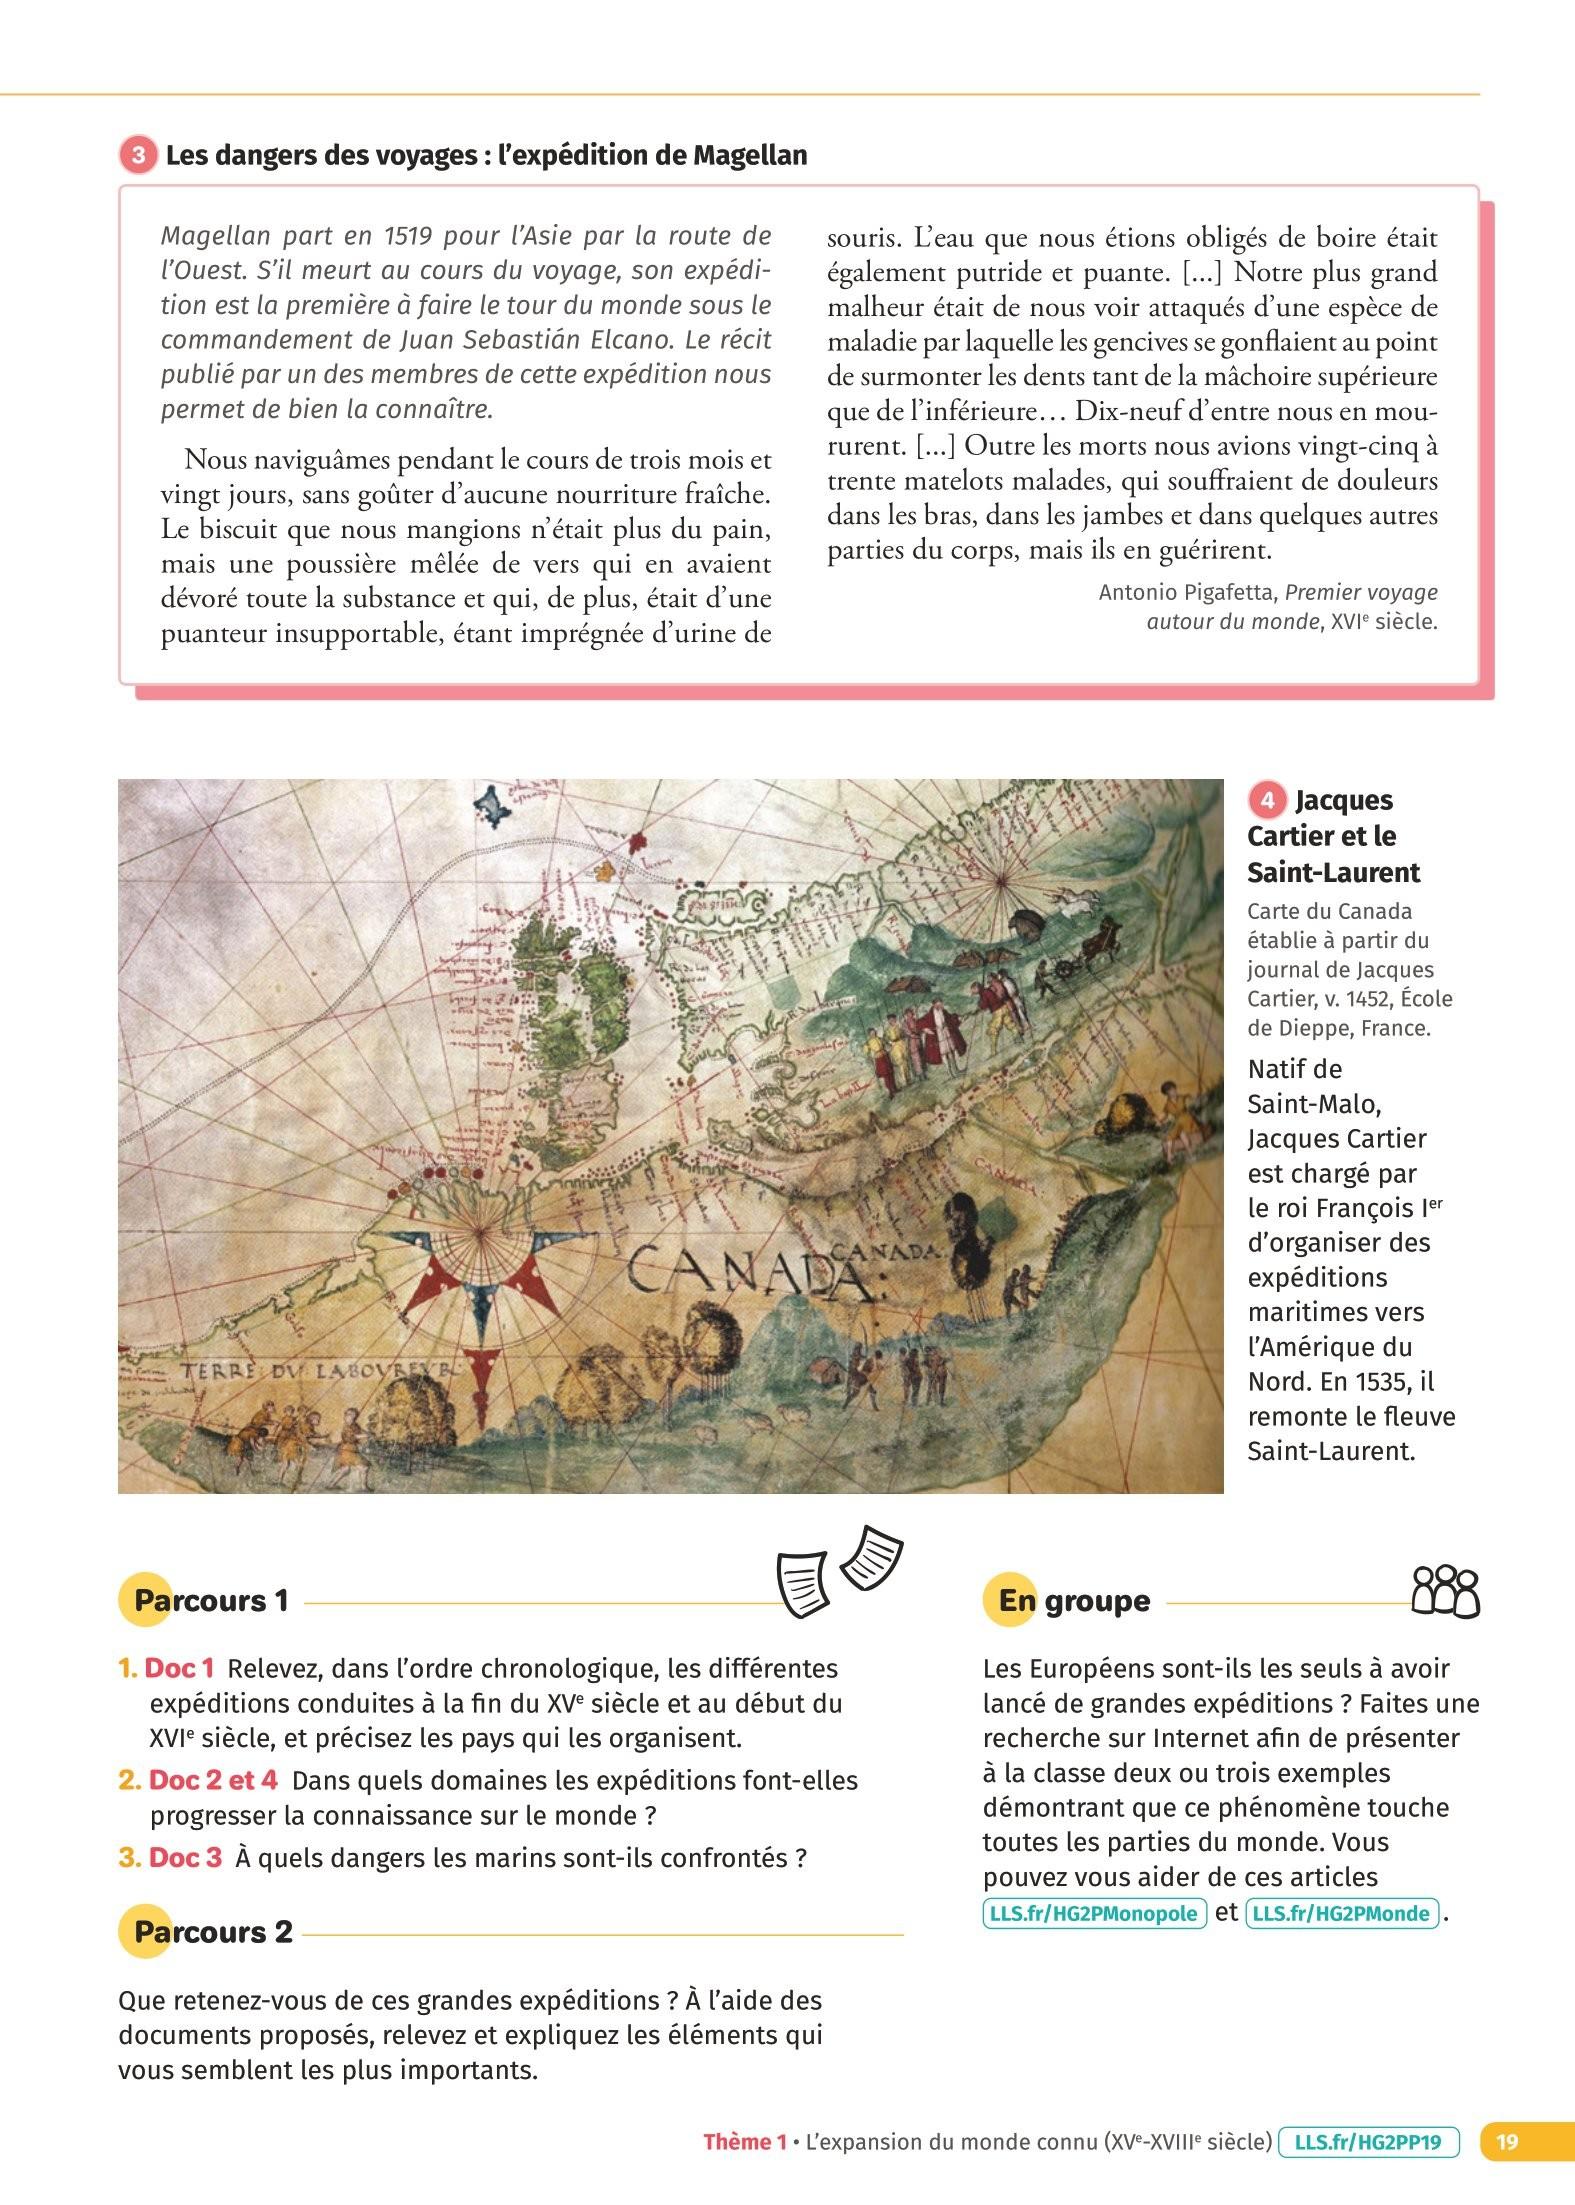 3 Les dangers des voyages : l’expédition de Magellan
Magellan part en 1519 pour l’Asie par la route de
l’Ouest. S’il meurt au cours du voyage, son expédi-
tion est la première à faire le tour du monde sous le
commandement de Juan Sebastián Elcano. Le récit
publié par un des membres de cette expédition nous
permet de bien la connaître.
Nous naviguâmes pendant le cours de trois mois et
vingt jours, sans goûter d’aucune nourriture fraîche.
Le biscuit que nous mangions n’était plus du pain,
mais une poussière mêlée de vers qui en avaient
dévoré toute la substance et qui, de plus, était d’une
puanteur insupportable, étant imprégnée d’urine de
souris. L’eau que nous étions obligés de boire était
également putride et puante. [...] Notre plus grand
malheur était de nous voir attaqués d’une espèce de
maladie par laquelle les gencives se gonflaient au point
de surmonter les dents tant de la mâchoire supérieure
que de l’inférieure… Dix-neuf d’entre nous en mou-
rurent. [...] Outre les morts nous avions vingt-cinq à
trente matelots malades, qui souffraient de douleurs
dans les bras, dans les jambes et dans quelques autres
parties du corps, mais ils en guérirent.
Antonio Pigafetta, Premier voyage
autour du monde, XVIe siècle.
CANADA
CANADA
CANADA
TERRE DU LABOUREUR
4 Jacques
Cartier et le
Saint-Laurent
Carte du Canada
établie à partir du
journal de Jacques
Cartier, v. 1452, École
de Dieppe, France.
Natif de
Saint-Malo,
Jacques Cartier
est chargé par
le roi François Ier
d’organiser des
expéditions
maritimes vers
l’Amérique du
Nord. En 1535, il
remonte le fleuve
Saint-Laurent.
Parcours 1
1. Doc 1 Relevez, dans l’ordre chronologique, les différentes
expéditions conduites à la fin du XVe siècle et au début du
XVIe siècle, et précisez les pays qui les organisent.
2. Doc 2 et 4 Dans quels domaines les expéditions font-elles
progresser la connaissance sur le monde ?
3. Doc 3 À quels dangers les marins sont-ils confrontés ?
Parcours 2
Que retenez-vous de ces grandes expéditions ? À l’aide des
documents proposés, relevez et expliquez les éléments qui
vous semblent les plus importants.
En groupe
Les Européens sont-ils les seuls à avoir
lancé de grandes expéditions ? Faites une
recherche sur Internet afin de présenter
à la classe deux ou trois exemples
démontrant que ce phénomène touche
toutes les parties du monde. Vous
pouvez vous aider de ces articles
LLS.fr/HG2PMonopole et LLS.fr/HG2PMonde.
Thème 1 • L’expansion du monde connu (XVe-XVIIIe siècle) LLS.fr/HG2PP19 19